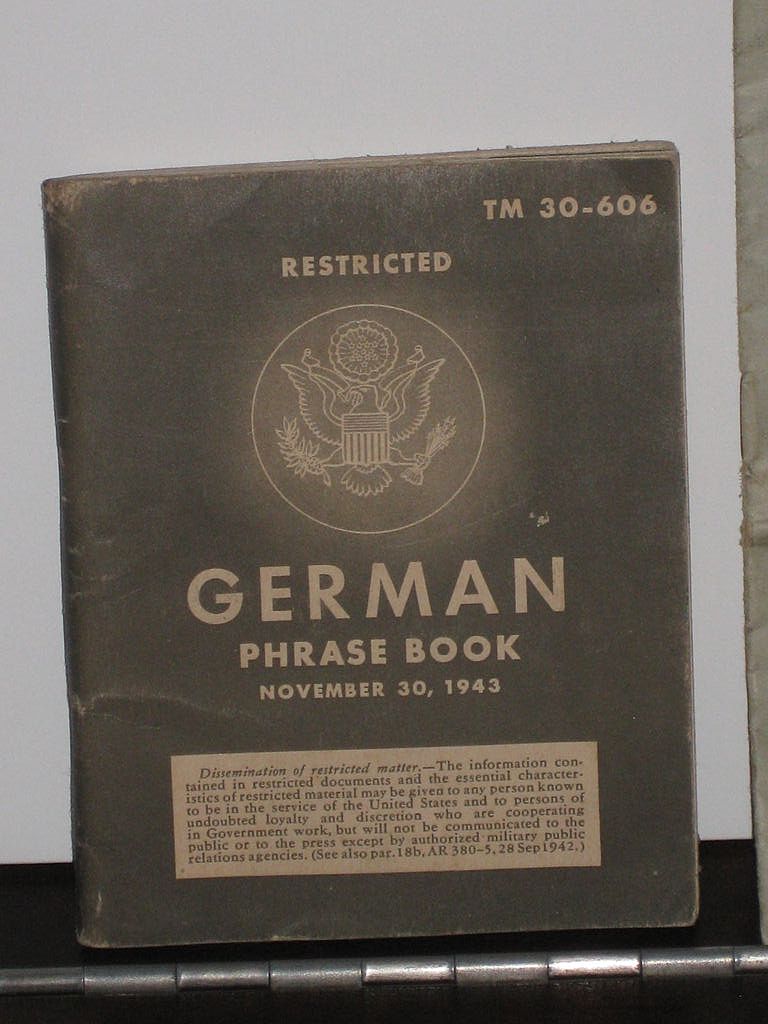 TM 30-606
RESTRICTED
GERMAN
PHRASE BOOK
NOVEMBER 30, 1943
Dissemination of restricted matter.—The information con-
tained in restricted documents and the essential character-
istics of restricted material may be given to any person known
to be in the service of the United States and to persons of
undoubted loyalty and discretion who are cooperating
in Government work, but will not be communicated to the
public or to the press except by authorized military public
relations agencies. (See also par. 18b, AR 380-5, 28 Sep 1942.)